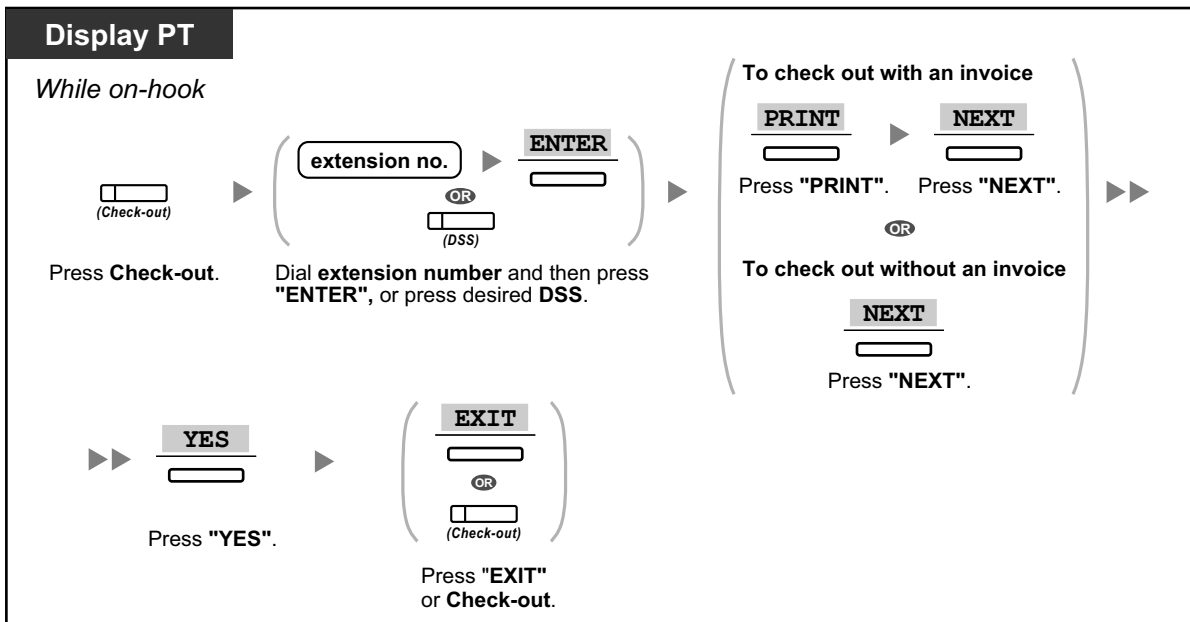 Display PT
While on-hook
(Check-out)
Press Check-out.
extension no.
ENTER
OR
(DSS)
Dial extension number and then press
"ENTER", or press desired DSS.
To check out with an invoice
PRINT
NEXT
Press "PRINT".
Press "NEXT".
OR
To check out without an invoice
NEXT
Press "NEXT".
YES
Press "YES".
EXIT
OR
(Check-out)
Press "EXIT"
or Check-out.